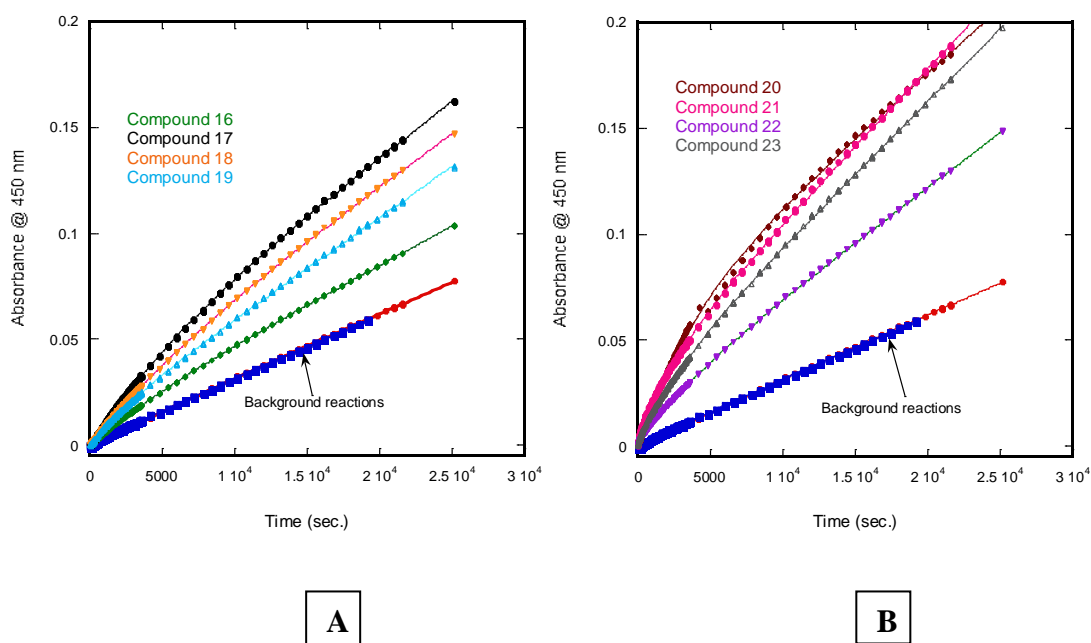 0.2
0.15
0.1
0.05
0
Absorbance @ 450 nm
Compound 16
Compound 17
Compound 18
Compound 19
Background reactions
0 5000 1 10⁴ 1.5 10⁴ 2 10⁴ 2.5 10⁴ 3 10⁴
Time (sec.)
A
0.2
0.15
0.1
0.05
0
Absorbance @ 450 nm
Compound 20
Compound 21
Compound 22
Compound 23
Background reactions
0 5000 1 10⁴ 1.5 10⁴ 2 10⁴ 2.5 10⁴ 3 10⁴
Time (sec.)
B